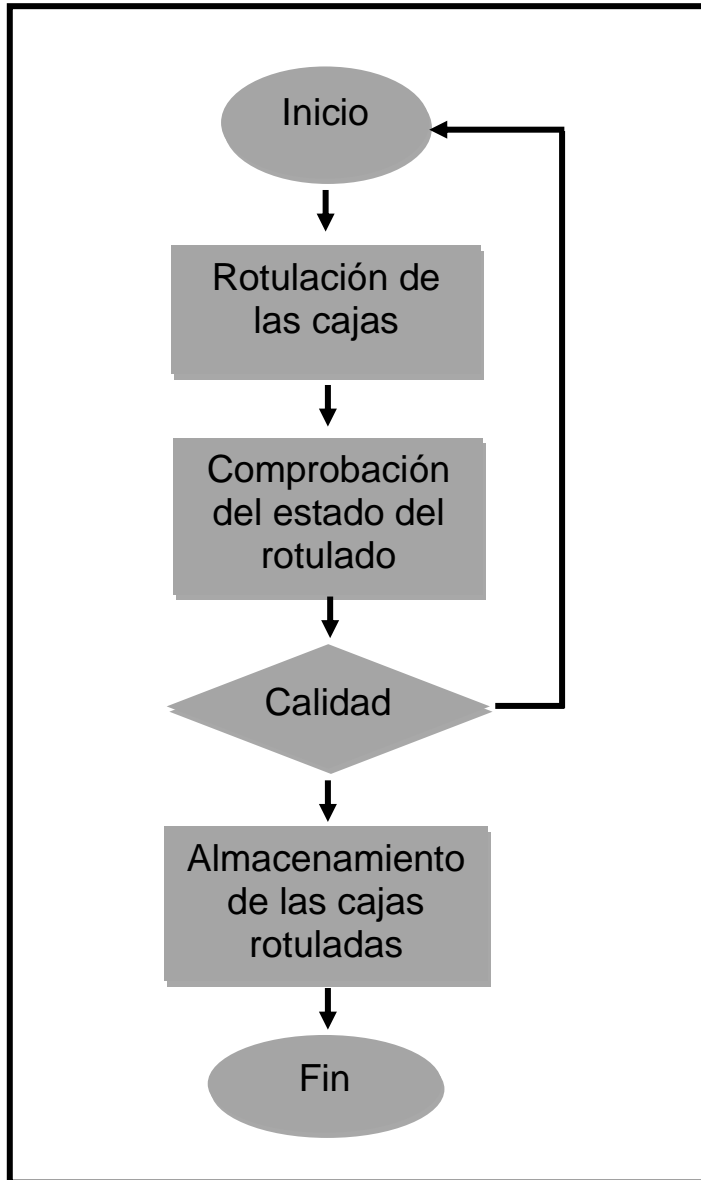 Inicio
Rotulación de
las cajas
Comprobación
del estado del
rotulado
Calidad
Almacenamiento
de las cajas
rotuladas
Fin